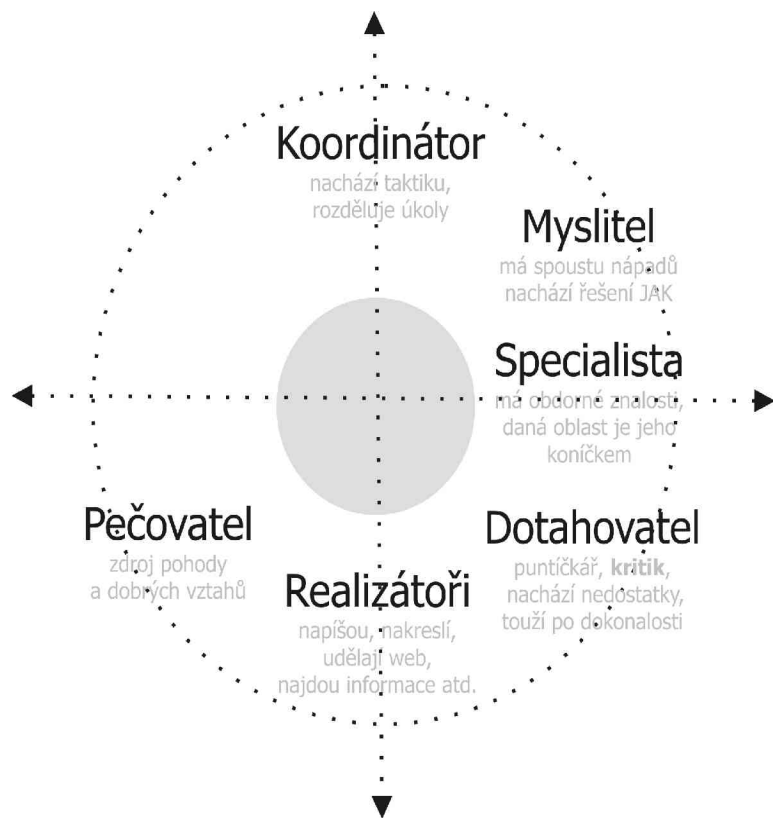 Koordinátor
nachází taktiku,
rozděluje úkoly
Myslitel
má spoustu nápadů
nachází řešení JAK
Specialista
má obdorné znalosti,
daná oblast je jeho
koníčkem
Pečovatel
zdroj pohody
a dobrých vztahů
Dotahovatel
puntíčkář, kritik,
nachází nedostatky,
touží po dokonalosti
Realizátoři
napíšou, nakreslí,
udělají web,
najdou informace atd.